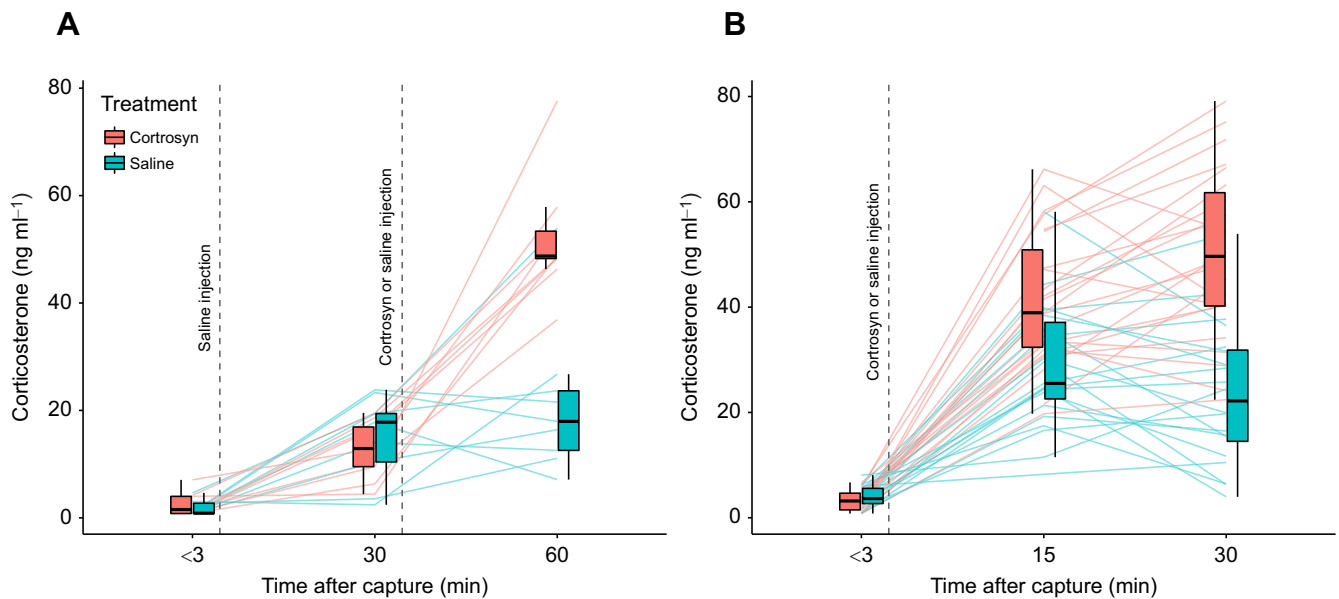 A
80
60
40
20
0
Corticosterone (ng ml−1)
Treatment
Cortrosyn
Saline
Saline injection
Cortrosyn or saline injection
<3
30
60
Time after capture (min)
B
80
60
40
20
0
Corticosterone (ng ml−1)
Cortrosyn or saline injection
<3
15
30
Time after capture (min)